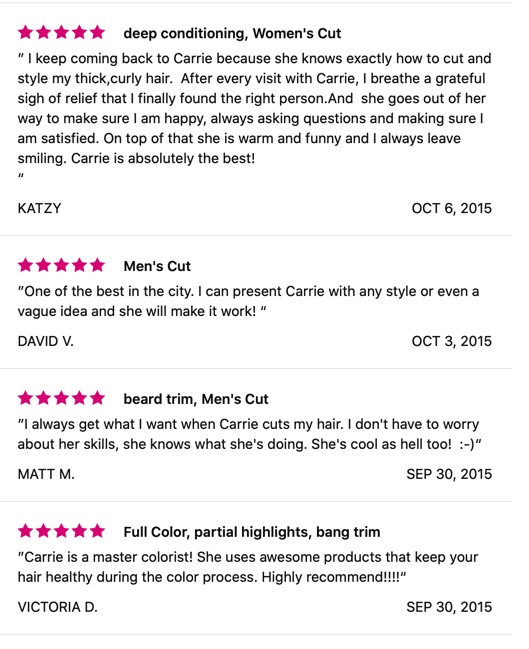 deep conditioning, Women's Cut
” I keep coming back to Carrie because she knows exactly how to cut and
style my thick,curly hair.  After every visit with Carrie, I breathe a grateful
sigh of relief that I finally found the right person.And  she goes out of her
way to make sure I am happy, always asking questions and making sure I
am satisfied. On top of that she is warm and funny and I always leave
smiling. Carrie is absolutely the best!
“
KATZY OCT 6, 2015
Men's Cut
”One of the best in the city. I can present Carrie with any style or even a
vague idea and she will make it work! “
DAVID V. OCT 3, 2015
beard trim, Men's Cut
”I always get what I want when Carrie cuts my hair. I don't have to worry
about her skills, she knows what she's doing. She's cool as hell too!  :-)“
MATT M. SEP 30, 2015
Full Color, partial highlights, bang trim
”Carrie is a master colorist! She uses awesome products that keep your
hair healthy during the color process. Highly recommend!!!!“
VICTORIA D. SEP 30, 2015